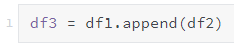 1 df3 = df1.append(df2)